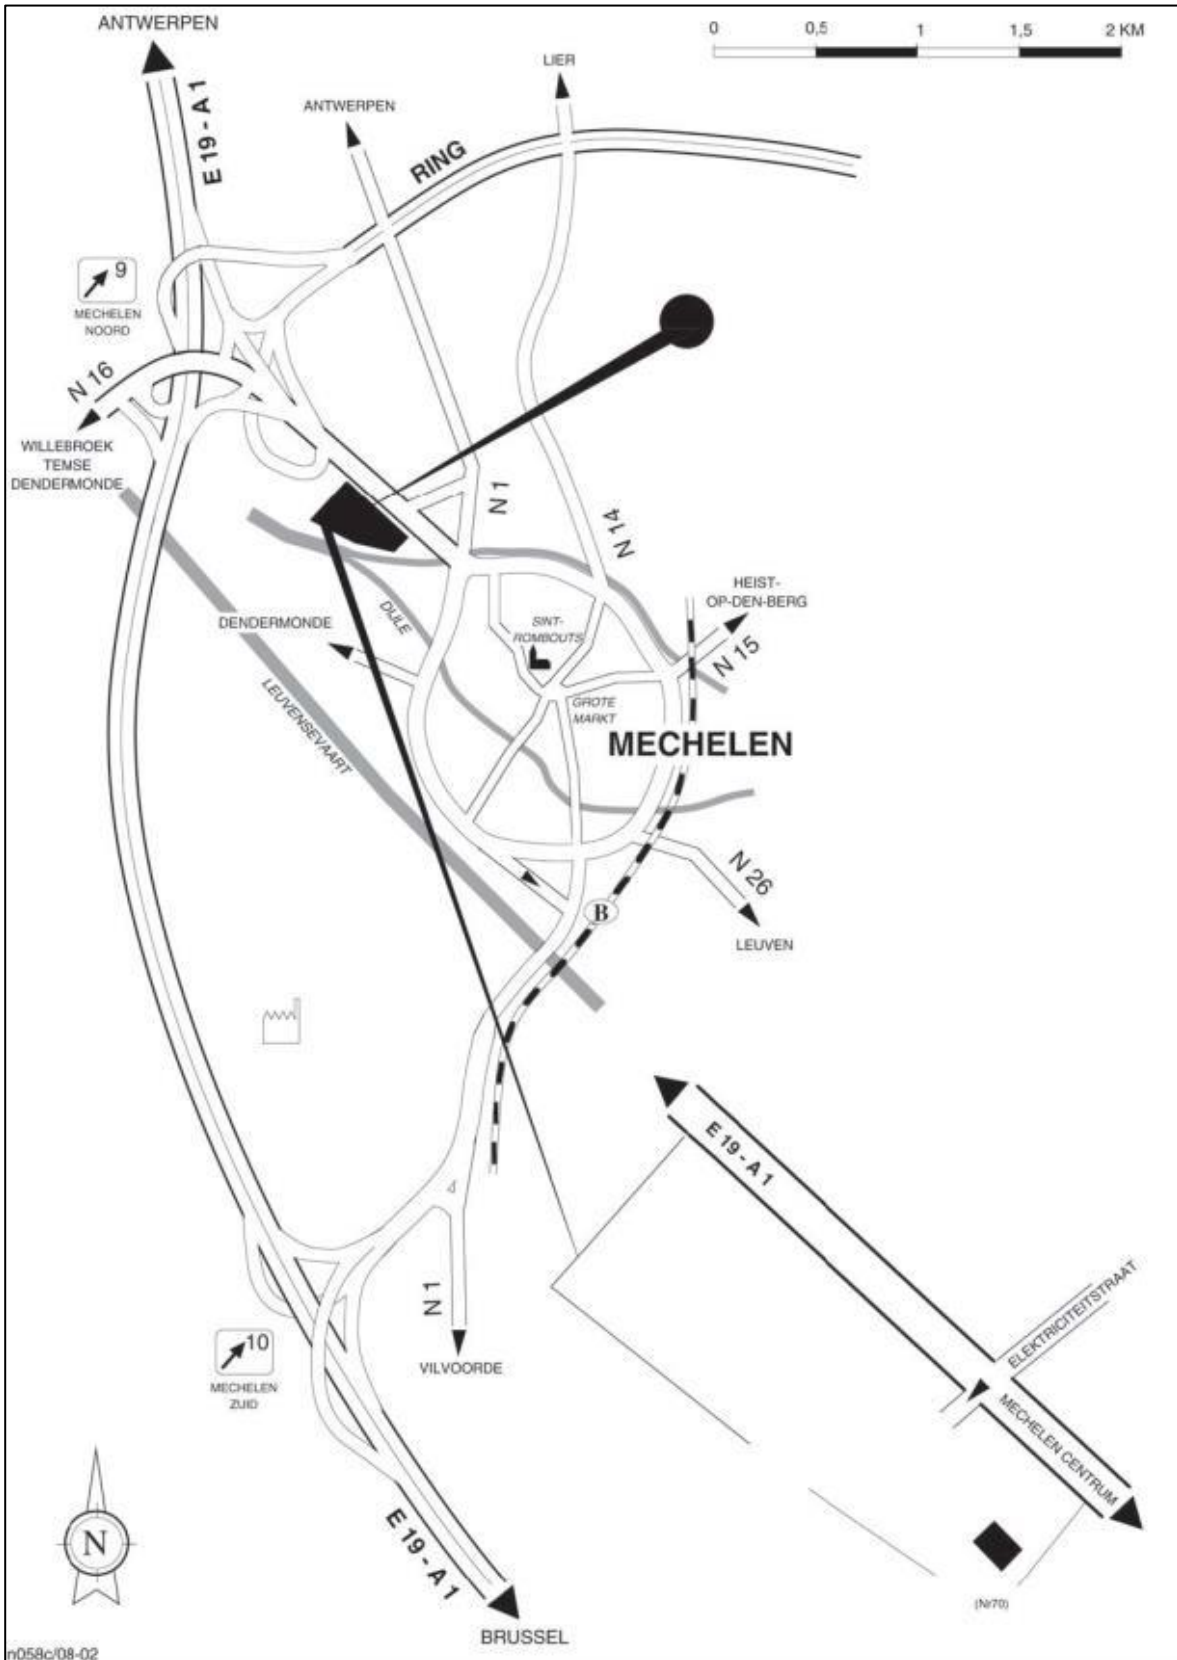 ANTWERPEN
0 0,5 1 1,5 2 KM
LIER
E 19 - A 1
ANTWERPEN
RING
9
MECHELEN
NOORD
N 16
WILLEBROEK
TEMSE
DENDERMONDE
N 1
N 14
HEIST-
OP-DEN-BERG
N 15
DIJLE
DENDERMONDE
SINT-
ROMBOUTS
LEUVENSEVAART
GROTE
MARKT
MECHELEN
N 26
B
LEUVEN
E 19 - A 1
ELEKTRICITEITSTRAAT
MECHELEN CENTRUM
N 1
10
MECHELEN
ZUID
VILVOORDE
N
E 19 - A 1
(Nr70)
BRUSSEL
n058c/08-02